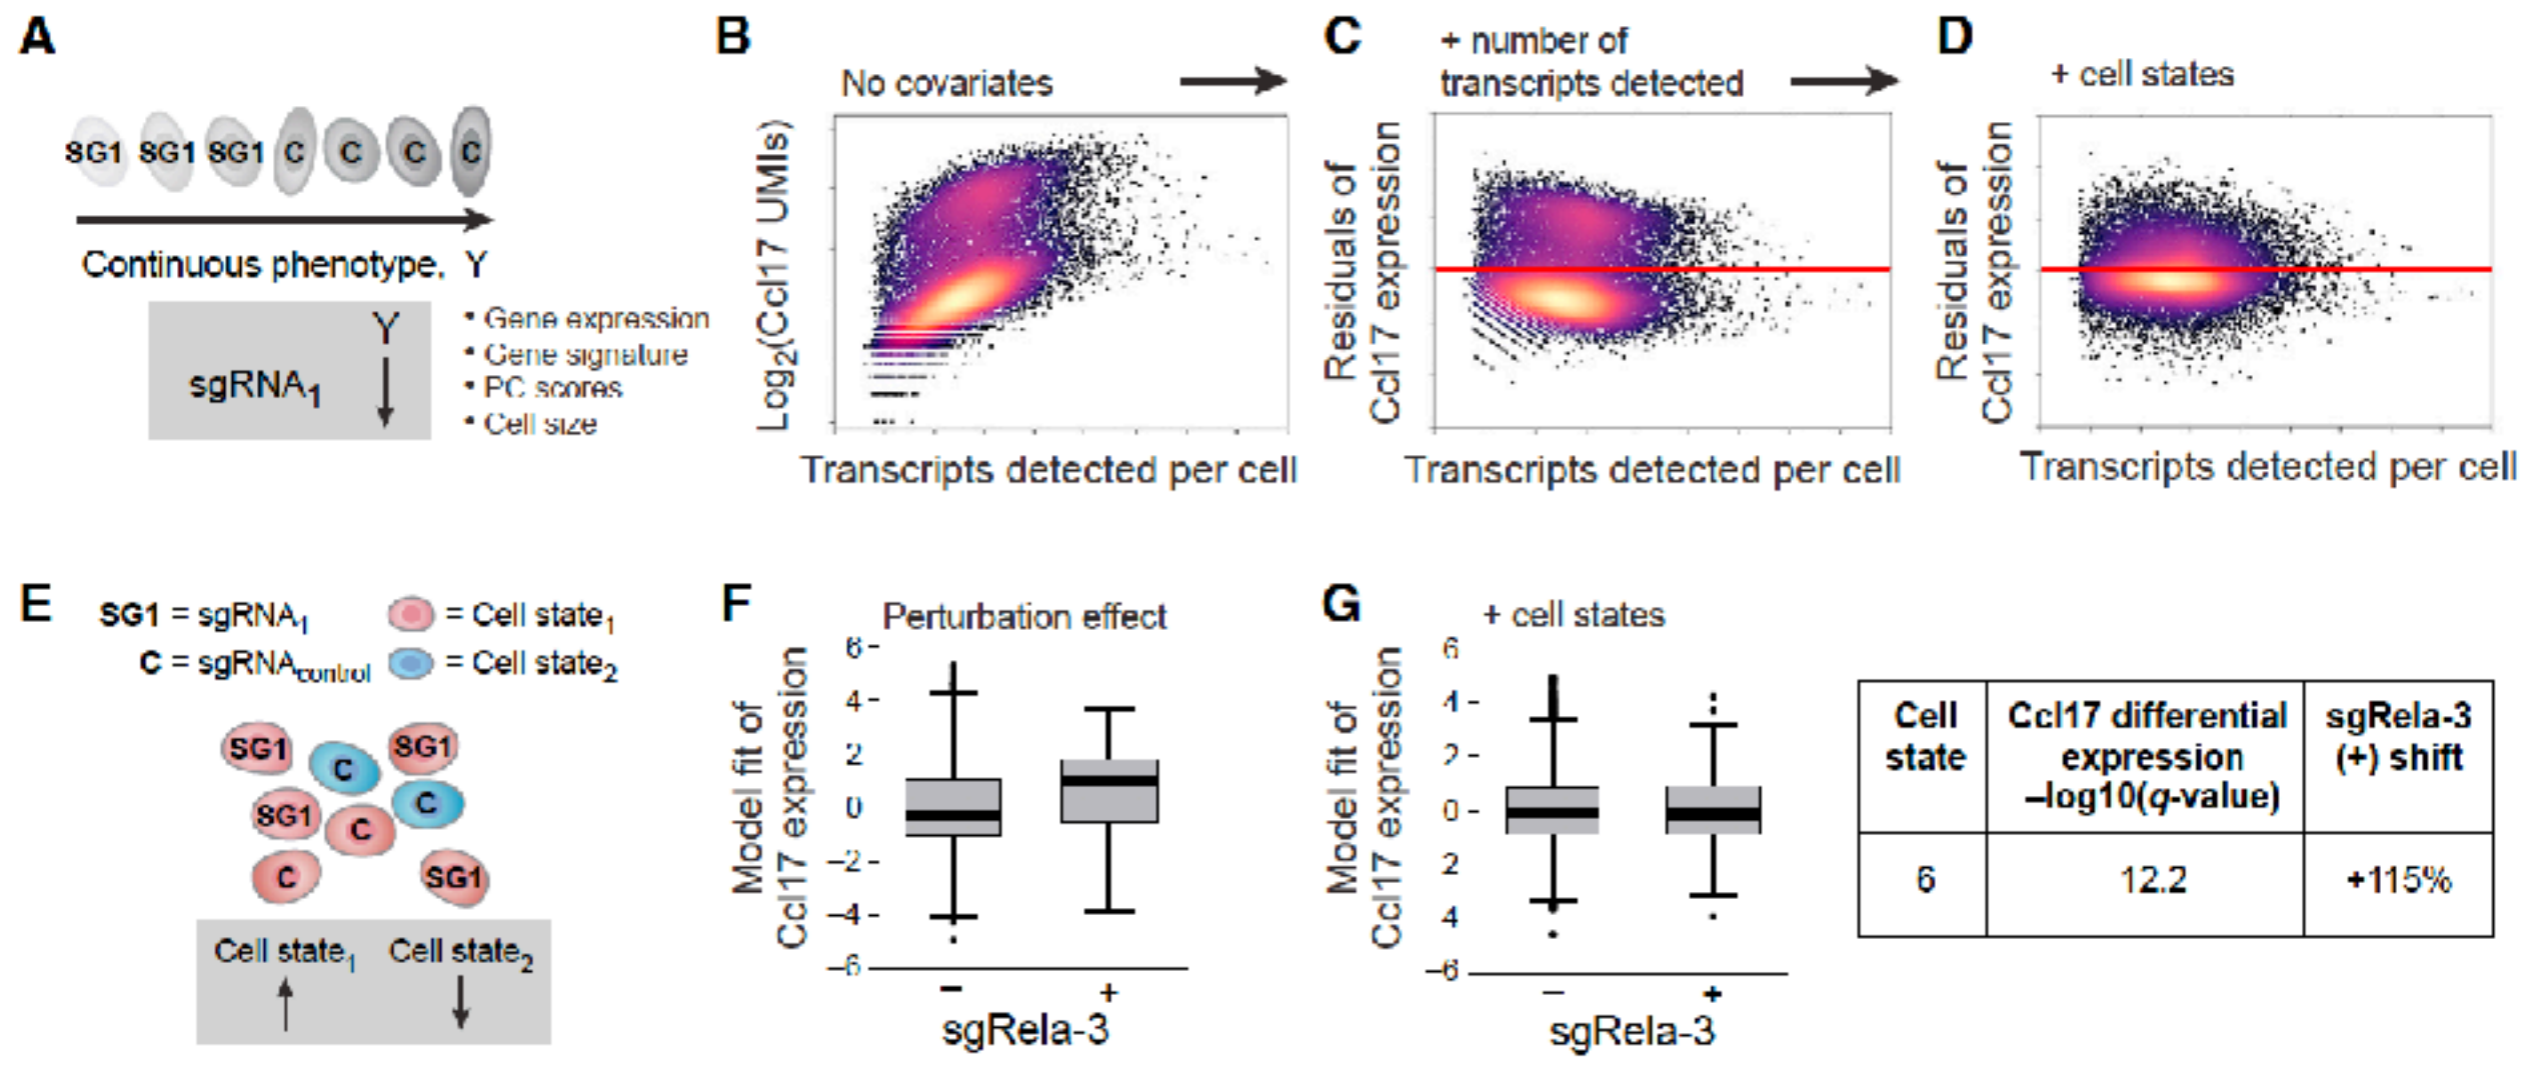 A
SG1 SG1 SG1 C C C C
Continuous phenotype, Y
Y
sgRNA1
• Gene expression
• Gene signature
• PC scores
• Cell size
B
No covariates
Log2(Ccl17 UMIs)
Transcripts detected per cell
C
+ number of
transcripts detected
Residuals of
Ccl17 expression
Transcripts detected per cell
D
+ cell states
Residuals of
Ccl17 expression
Transcripts detected per cell
E
SG1 = sgRNA1
= Cell state1
C = sgRNAcontrol
= Cell state2
SG1 C SG1
SG1 C C
C SG1
Cell state1 Cell state2
F
Perturbation effect
Model fit of
Ccl17 expression
6
4
2
0
–2
–4
–6
– +
sgRela-3
G
+ cell states
Model fit of
Ccl17 expression
6
4
2
0
2
4
–6
– +
sgRela-3
Cell
state
Ccl17 differential
expression
–log10(q-value)
sgRela-3
(+) shift
6 12.2 +115%